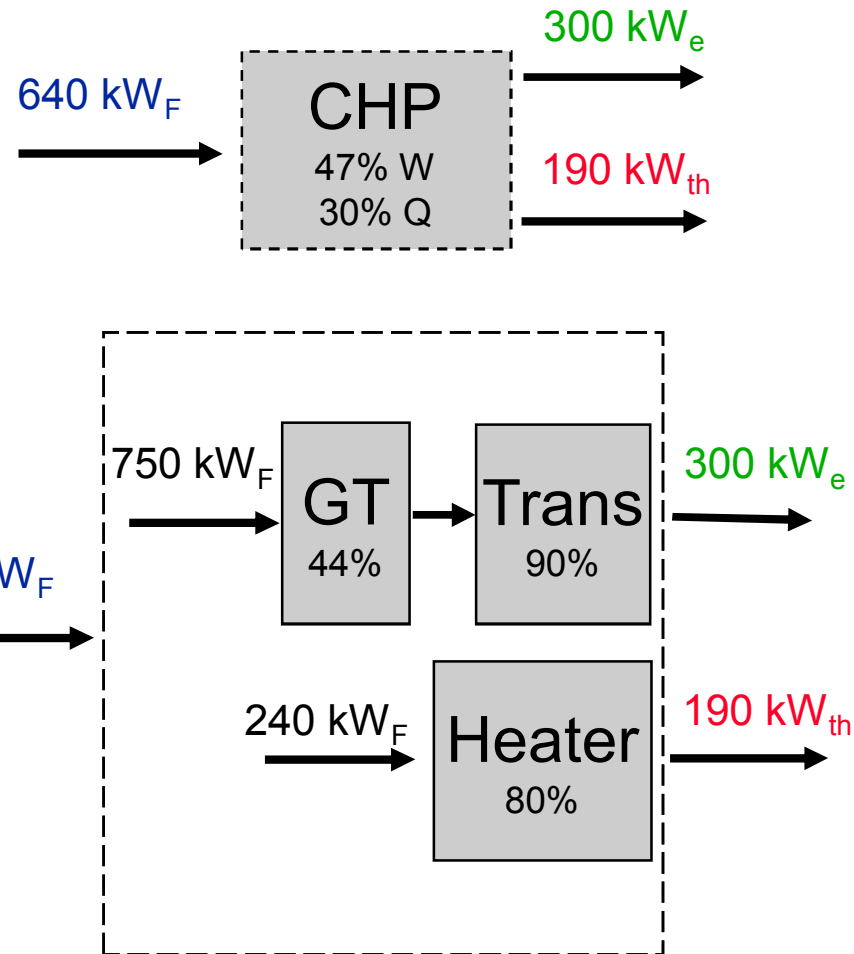 300 kWe
640 kWF
CHP
47% W
30% Q
190 kWth
750 kWF
GT
44%
Trans
90%
300 kWe
WF
240 kWF
Heater
80%
190 kWth